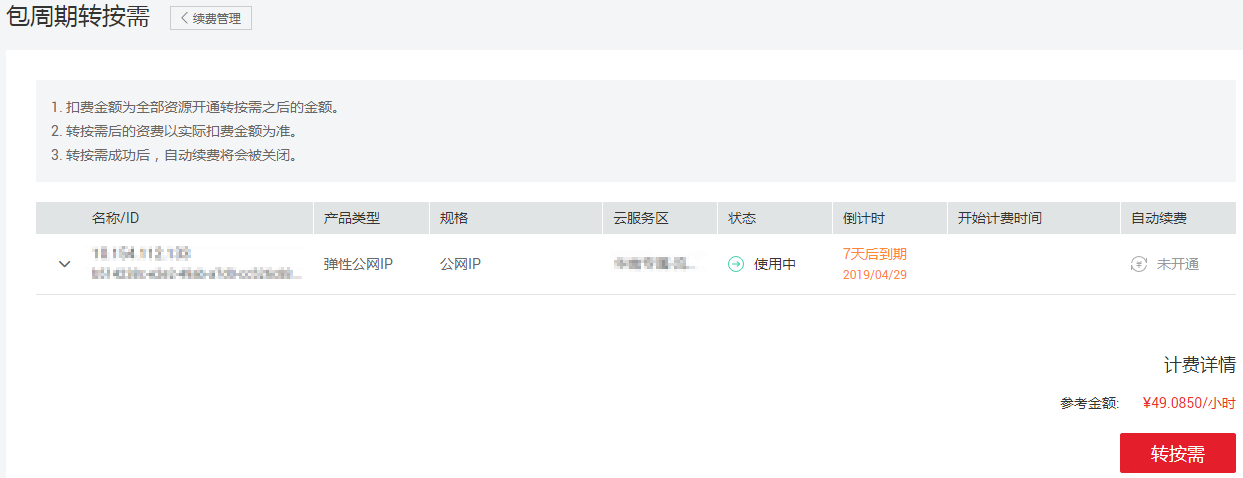 包周期转按需
续费管理
1. 扣费金额为全部资源开通转按需之后的金额。
2. 转按需后的资费以实际扣费金额为准。
3. 转按需成功后，自动续费将会被关闭。
名称/ID 产品类型 规格 云服务区 状态 倒计时 开始计费时间 自动续费
弹性公网IP 公网IP 使用中 7天后到期 未开通
2019/04/29
计费详情
参考金额: ¥49.0850/小时
转按需